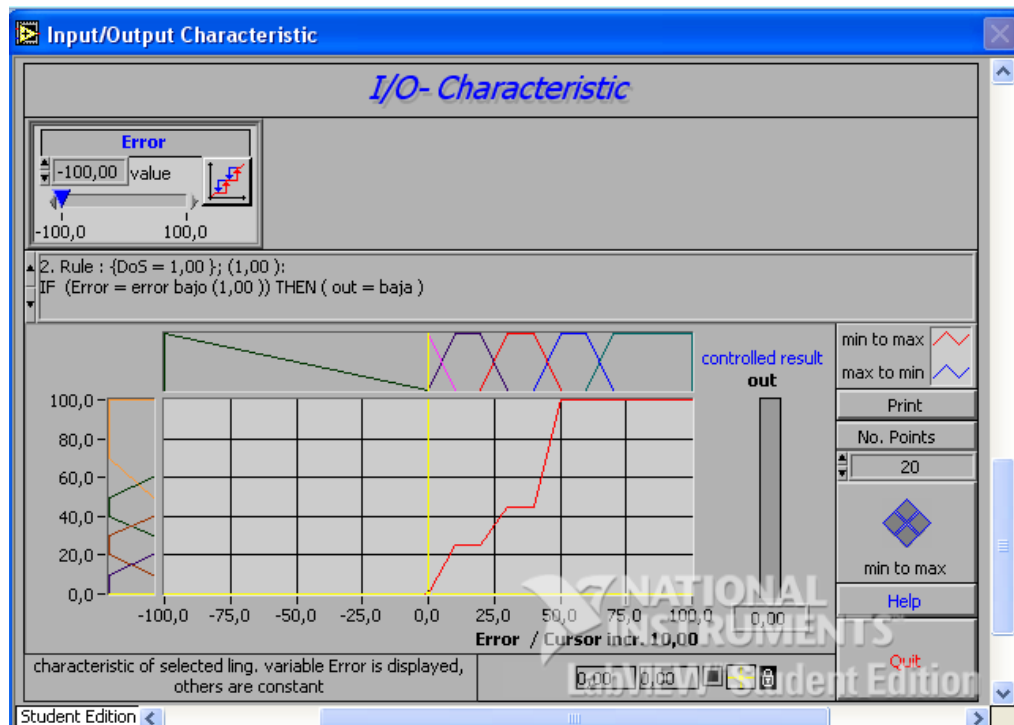 Input/Output Characteristic
I/O- Characteristic
Error
-100,00 value
-100,0 100,0
2. Rule : {DoS = 1,00 }; (1,00 ):
IF (Error = error bajo (1,00 )) THEN ( out = baja )
controlled result
out
min to max
max to min
Print
No. Points
20
min to max
Help
Quit
100,0
80,0
60,0
40,0
20,0
0,0
-100,0 -75,0 -50,0 -25,0 0,0 25,0 50,0 75,0 100,0
0,00
Error / Cursor incr. 10,00
characteristic of selected ling. variable Error is displayed,
others are constant
0,00 0,00
NATIONAL
INSTRUMENTS
LabVIEW Student Edition
Student Edition